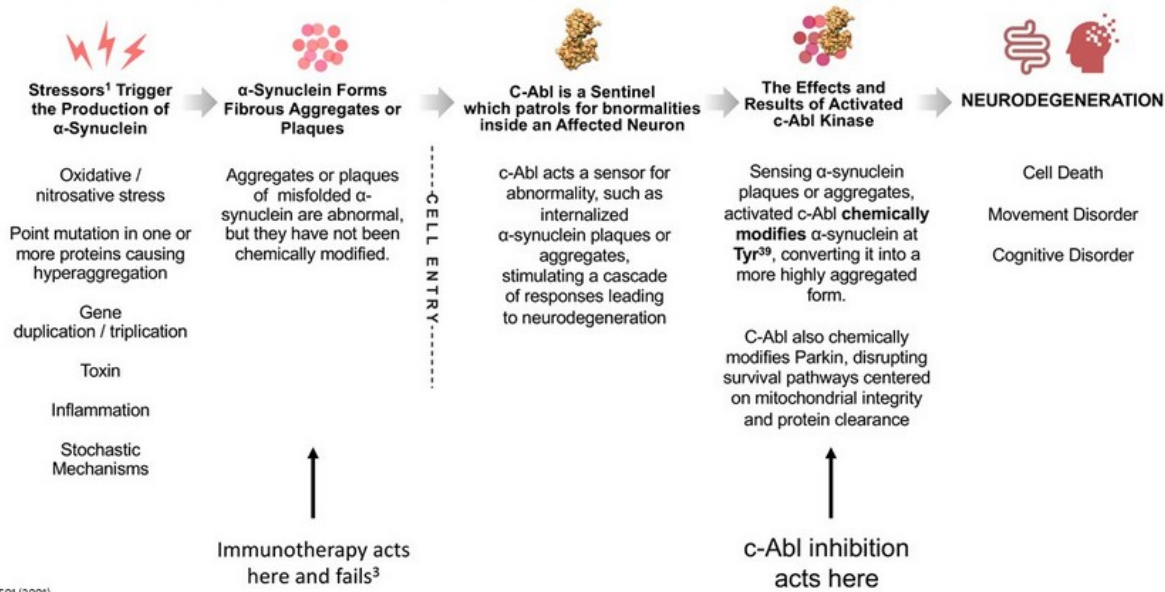 Stressors¹ Trigger
the Production of
α-Synuclein
Oxidative /
nitrosative stress
Point mutation in one or
more proteins causing
hyperaggregation
Gene
duplication / triplication
Toxin
Inflammation
Stochastic
Mechanisms
α-Synuclein Forms
Fibrous Aggregates or
Plaques
Aggregates or plaques
of misfolded α-
synuclein are abnormal,
but they have not been
chemically modified.
Immunotherapy acts
here and fails³
CELL ENTRY
C-Abl is a Sentinel
which patrols for bnormalities
inside an Affected Neuron
c-Abl acts a sensor for
abnormality, such as
internalized
α-synuclein plaques or
aggregates,
stimulating a cascade
of responses leading
to neurodegeneration
The Effects and
Results of Activated
c-Abl Kinase
Sensing α-synuclein
plaques or aggregates,
activated c-Abl chemically
modifies α-synuclein at
Tyr³⁹, converting it into a
more highly aggregated
form.
C-Abl also chemically
modifies Parkin, disrupting
survival pathways centered
on mitochondrial integrity
and protein clearance
c-Abl inhibition
acts here
NEURODEGENERATION
Cell Death
Movement Disorder
Cognitive Disorder